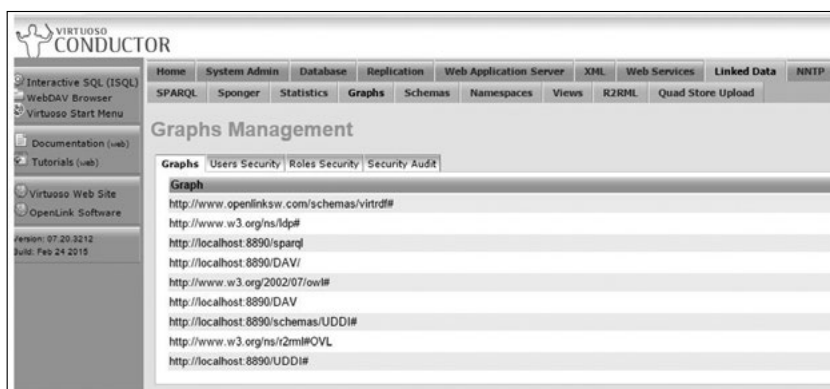 VIRTUOSO
CONDUCTOR
Interactive SQL (ISQL)
WebDAV Browser
Virtuoso Start Menu
Documentation (web)
Tutorials (web)
Virtuoso Web Site
OpenLink Software
Version: 07.20.3212
Build: Feb 24 2015
Home System Admin Database Replication Web Application Server XML Web Services Linked Data NNTP
SPARQL Sponger Statistics Graphs Schemas Namespaces Views R2RML Quad Store Upload
Graphs Management
Graphs Users Security Roles Security Security Audit
Graph
http://www.openlinksw.com/schemas/virtrdf#
http://www.w3.org/ns/ldp#
http://localhost:8890/sparql
http://localhost:8890/DAV/
http://www.w3.org/2002/07/owl#
http://localhost:8890/DAV
http://localhost:8890/schemas/UDDI#
http://www.w3.org/ns/r2rml#OVL
http://localhost:8890/UDDI#